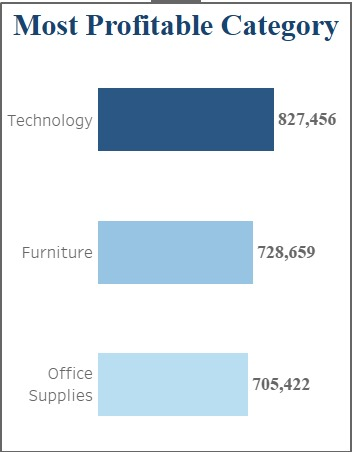 Most Profitable Category
Technology
827,456
Furniture
728,659
Office
Supplies
705,422